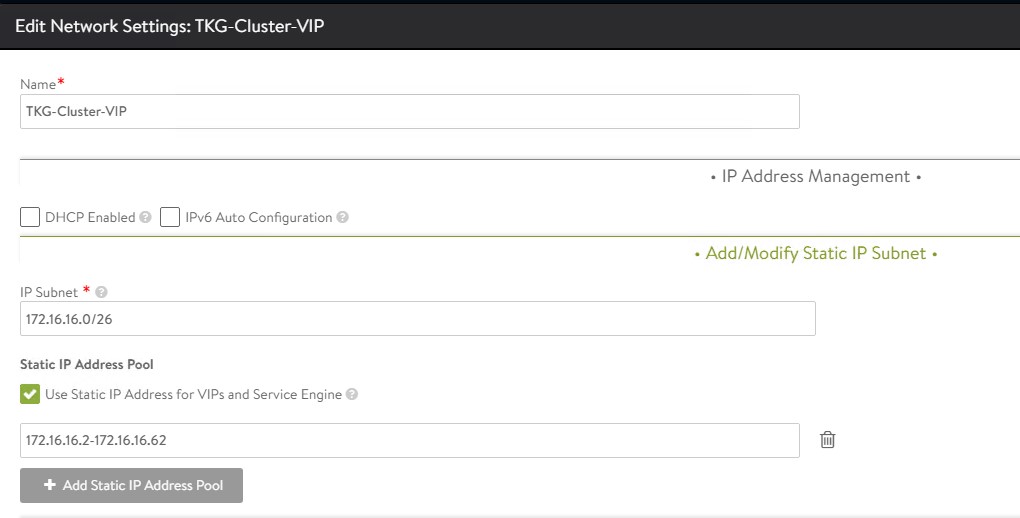 Edit Network Settings: TKG-Cluster-VIP
Name*
TKG-Cluster-VIP
• IP Address Management •
DHCP Enabled ? IPv6 Auto Configuration ?
• Add/Modify Static IP Subnet •
IP Subnet * ?
172.16.16.0/26
Static IP Address Pool
Use Static IP Address for VIPs and Service Engine ?
172.16.16.2-172.16.16.62
+ Add Static IP Address Pool